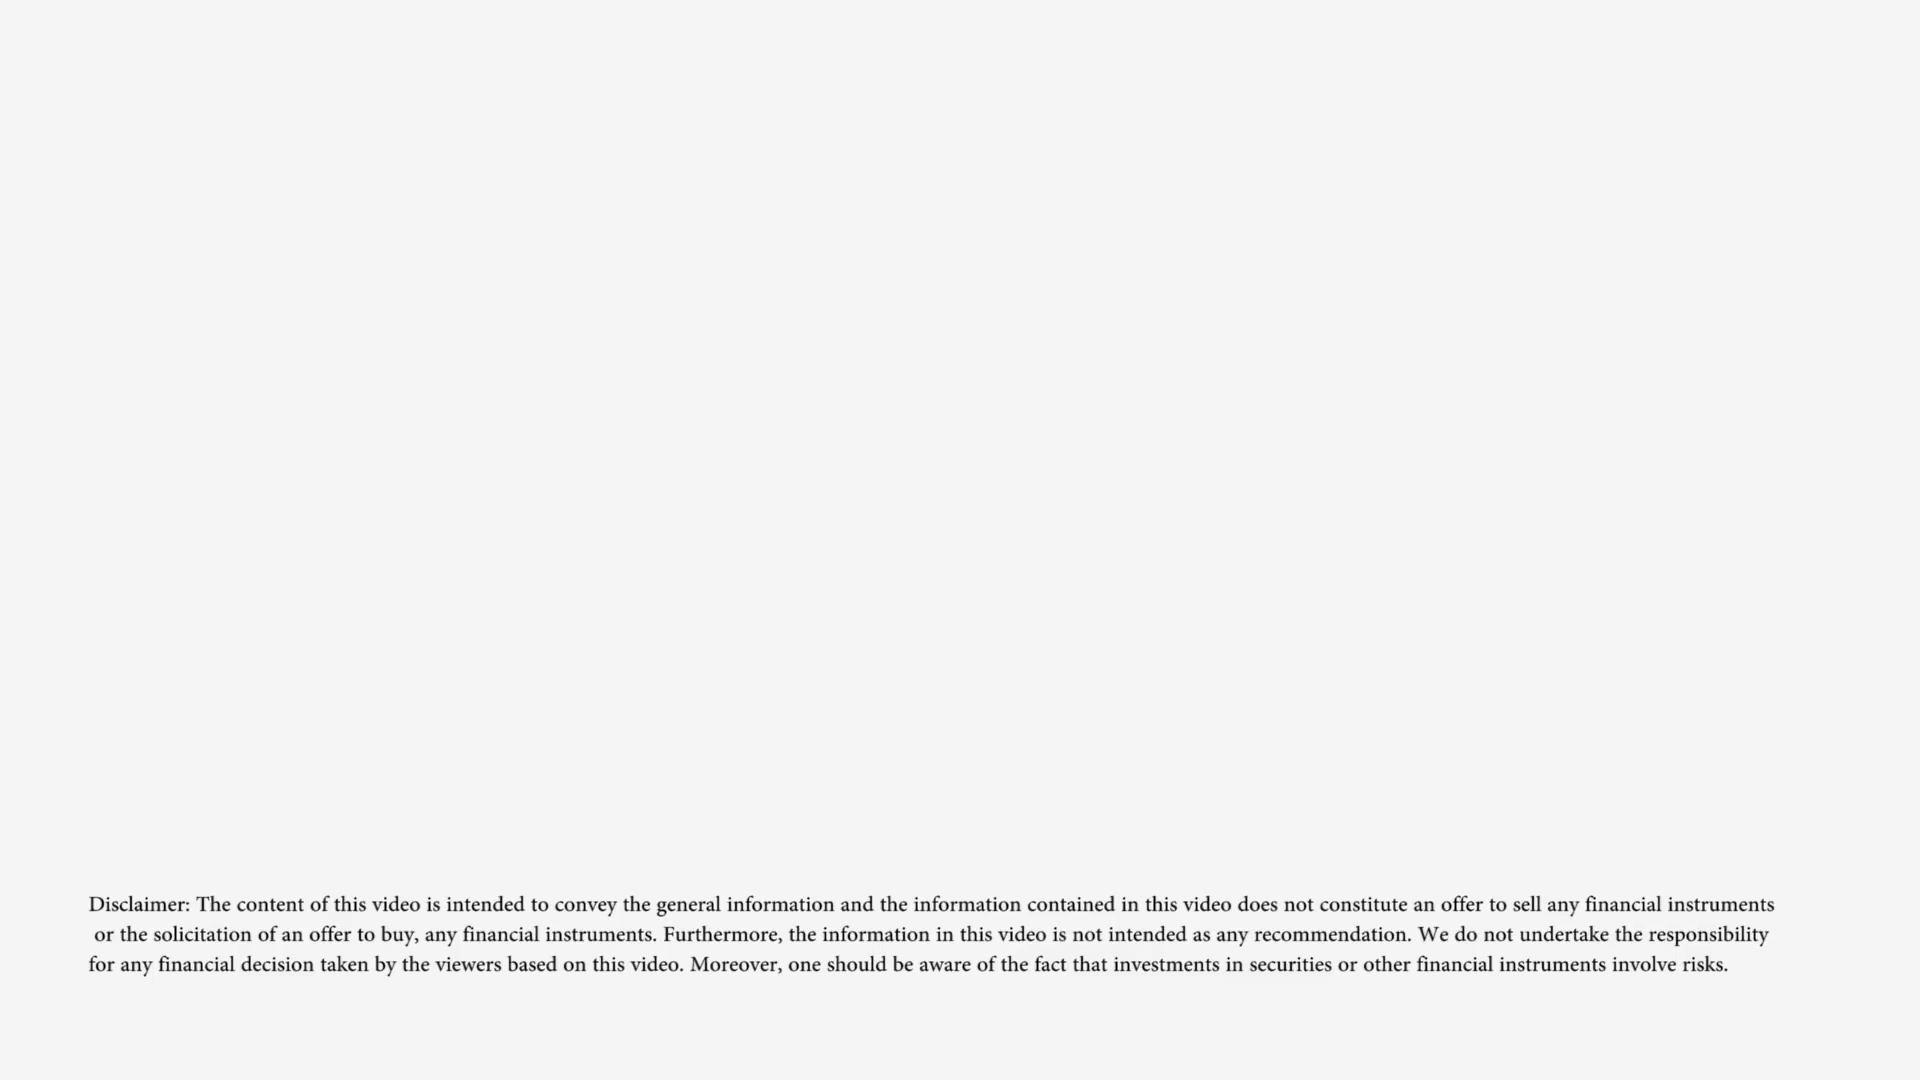 Disclaimer: The content of this video is intended to convey the general information and the information contained in this video does not constitute an offer to sell any financial instruments
or the solicitation of an offer to buy, any financial instruments. Furthermore, the information in this video is not intended as any recommendation. We do not undertake the responsibility
for any financial decision taken by the viewers based on this video. Moreover, one should be aware of the fact that investments in securities or other financial instruments involve risks.